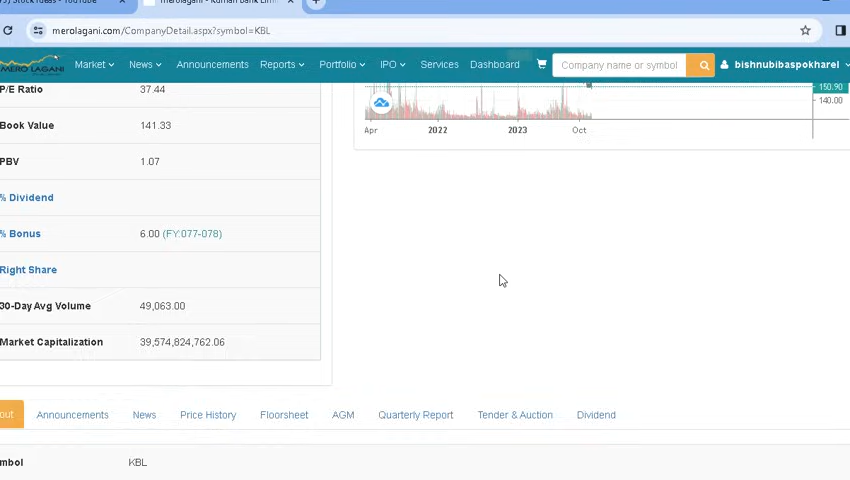 merolagani - Kumari Bank Limi
merolagani.com/CompanyDetail.aspx?symbol=KBL
MERO LAGANI
Market News Announcements Reports Portfolio IPO Services Dashboard Company name or symbol bishnubibaspokharel
P/E Ratio 37.44
150.90
140.00
Apr 2022 2023 Oct
Book Value 141.33
PBV 1.07
% Dividend
% Bonus 6.00 (FY:077-078)
Right Share
30-Day Avg Volume 49,063.00
Market Capitalization 39,574,824,762.06
out Announcements News Price History Floorsheet AGM Quarterly Report Tender & Auction Dividend
mbol KBL